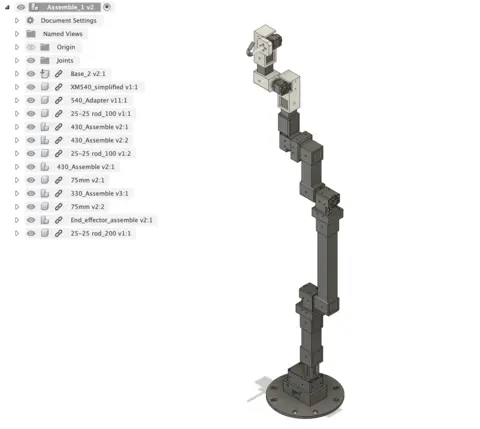 Assemble_1 v2
Document Settings
Named Views
Origin
Joints
Base_2 v2:1
XM540_simplified v1:1
540_Adapter v11:1
25-25 rod_100 v1:1
430_Assemble v2:1
430_Assemble v2:2
25-25 rod_100 v1:2
430_Assemble v2:1
75mm v2:1
330_Assemble v3:1
75mm v2:2
End_effector_assemble v2:1
25-25 rod_200 v1:1